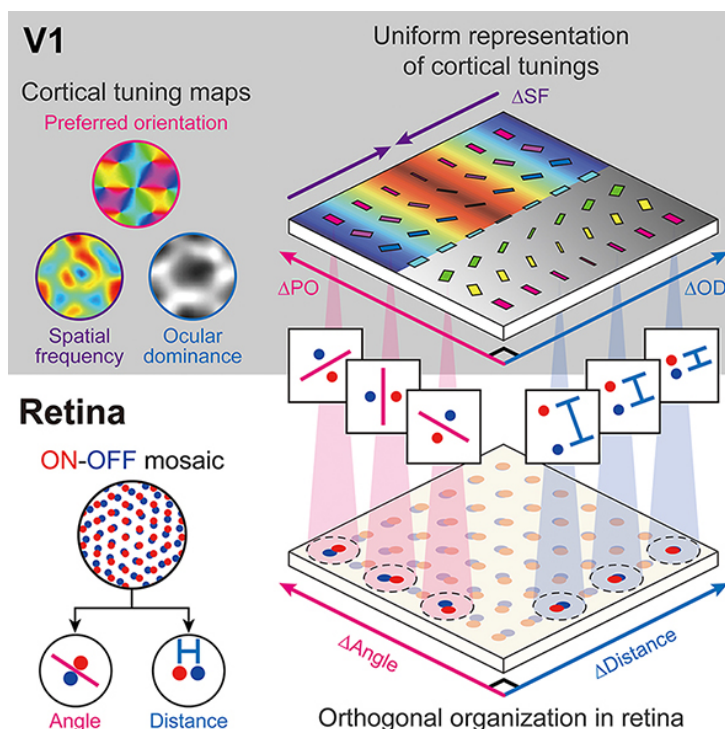 V1
Uniform representation
of cortical tunings
Cortical tuning maps
Preferred orientation
Spatial
frequency
Ocular
dominance
ΔSF
ΔPO
ΔOD
Retina
ON-OFF mosaic
Angle
Distance
ΔAngle
ΔDistance
Orthogonal organization in retina